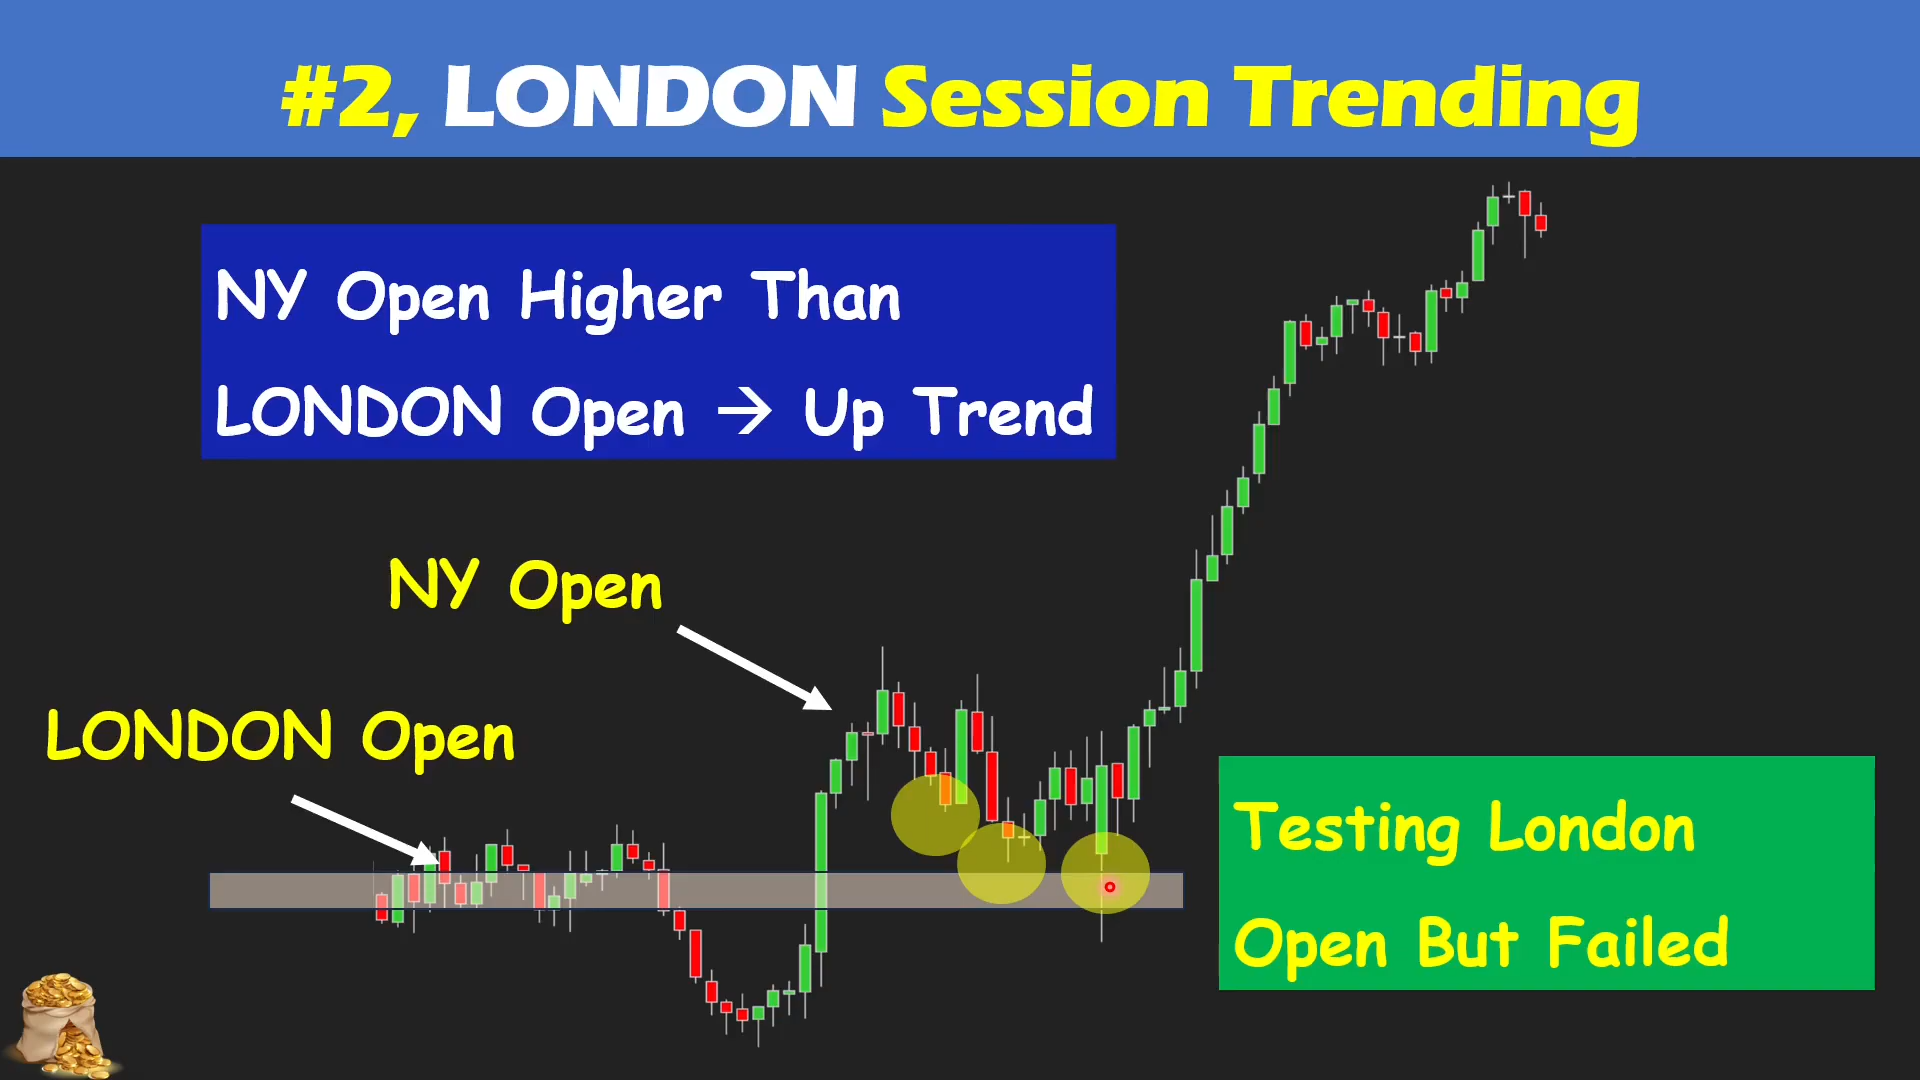 #2, LONDON Session Trending
NY Open Higher Than
LONDON Open → Up Trend
NY Open
LONDON Open
Testing London
Open But Failed